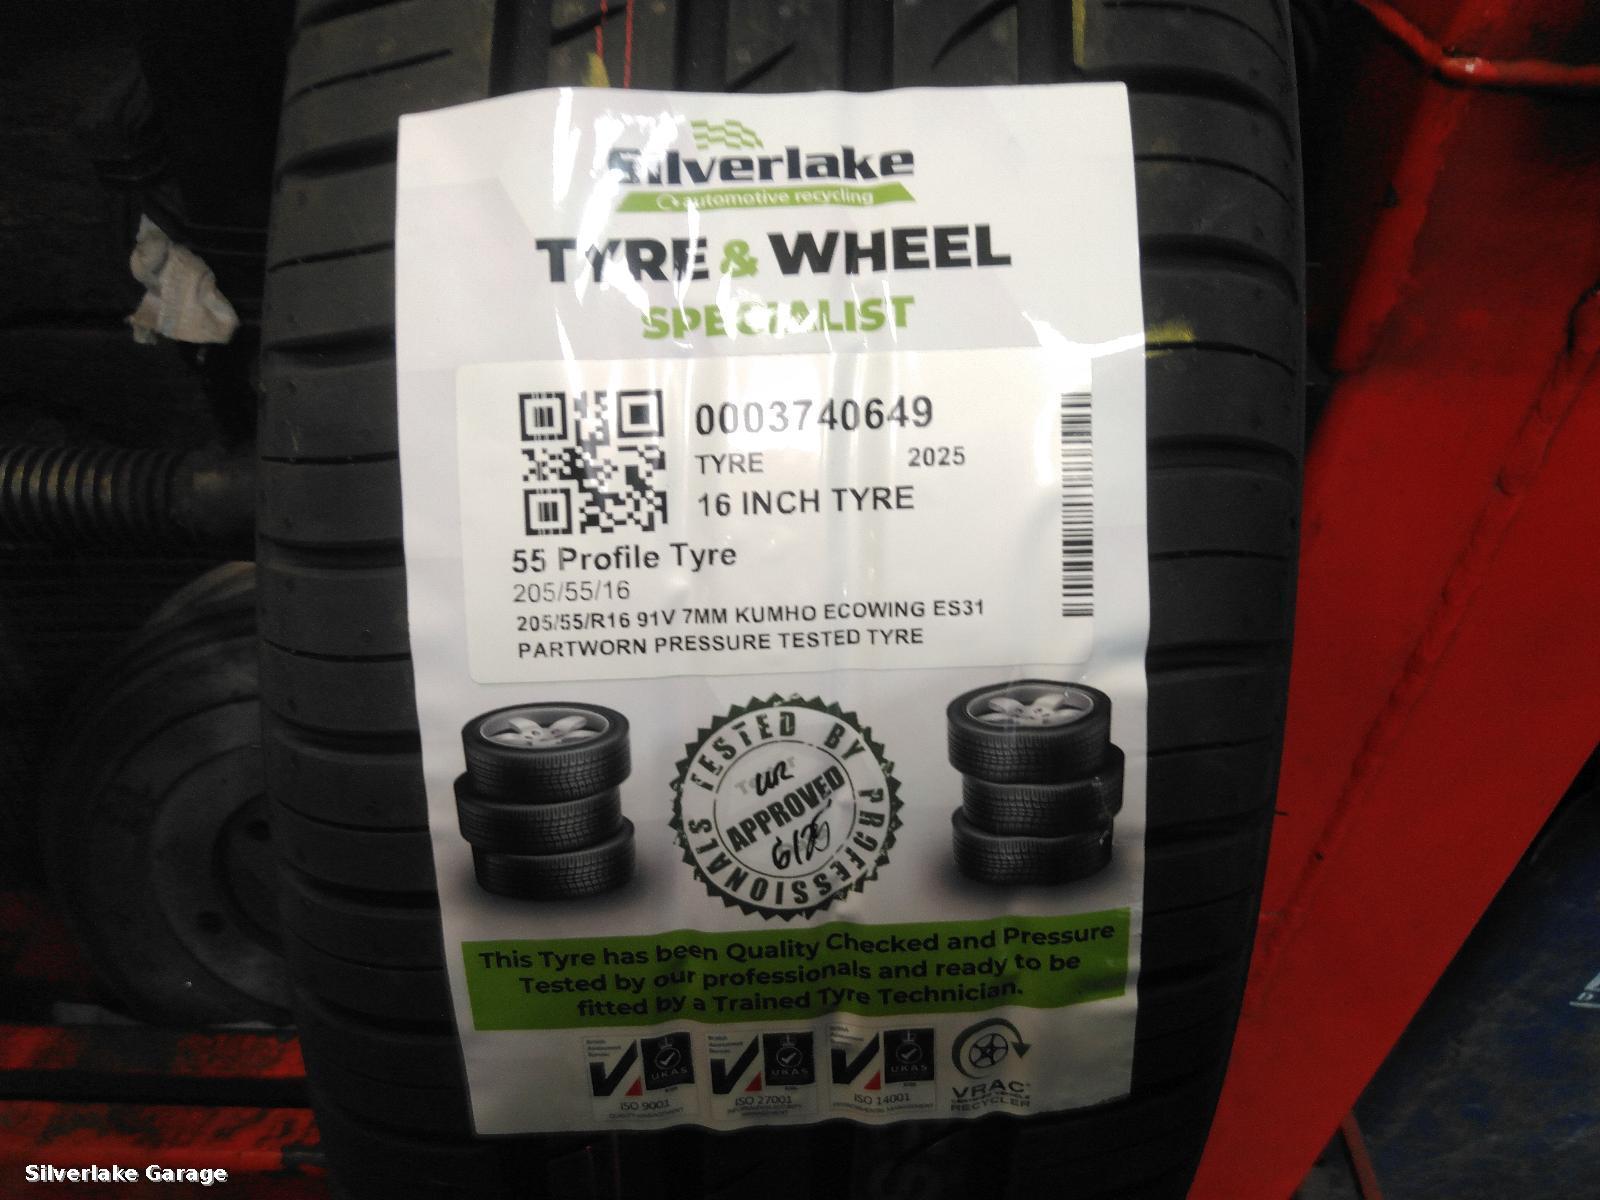 Silverlake
automotive recycling
TYRE & WHEEL
SPECIALIST
0003740649
TYRE 2025
16 INCH TYRE
55 Profile Tyre
205/55/16
205/55/R16 91V 7MM KUMHO ECOWING ES31
PARTWORN PRESSURE TESTED TYRE
TESTED BY PROFESSIONALS
APPROVED
This Tyre has been Quality Checked and Pressure
Tested by our professionals and ready to be
fitted by a Trained Tyre Technician.
UKAS UKAS UKAS
ISO 9001 ISO 27001 ISO 14001
QUALITY MANAGEMENT
VRAC
RECYCLER
Silverlake Garage